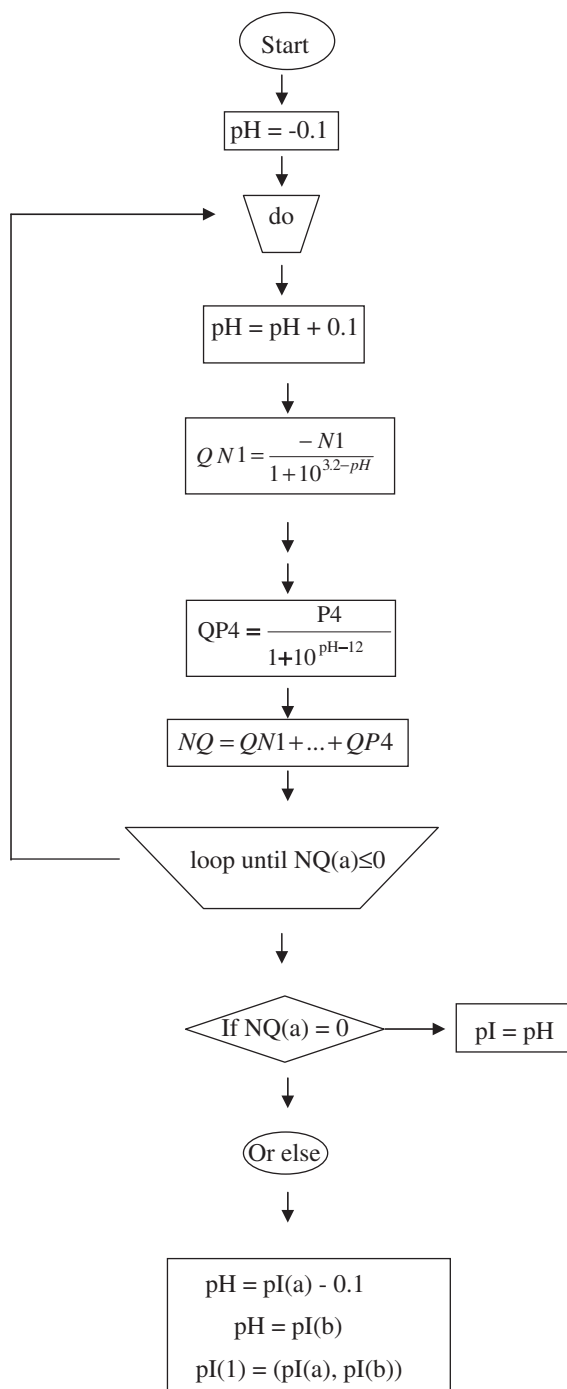 Start
pH = -0.1
do
pH = pH + 0.1
QN1 = -N1 / 1+10^3.2-pH
QP4 = P4 / 1+10^pH-12
NQ = QN1+...+QP4
loop until NQ(a)≤0
If NQ(a) = 0
pI = pH
Or else
pH = pI(a) - 0.1
pH = pI(b)
pI(1) = (pI(a), pI(b))